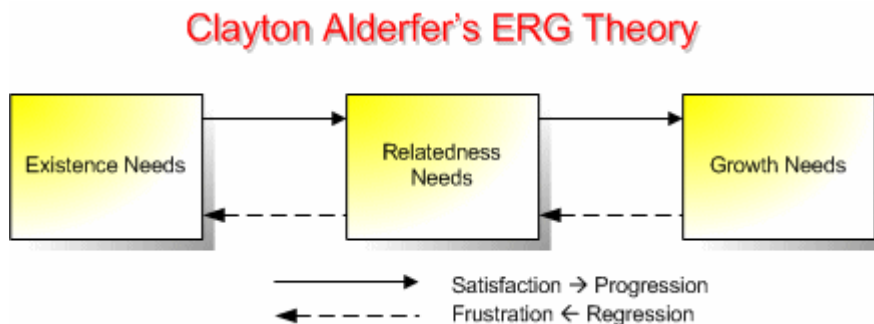 Clayton Alderfer's ERG Theory
Existence Needs
Relatedness
Needs
Growth Needs
Satisfaction → Progression
Frustration ← Regression